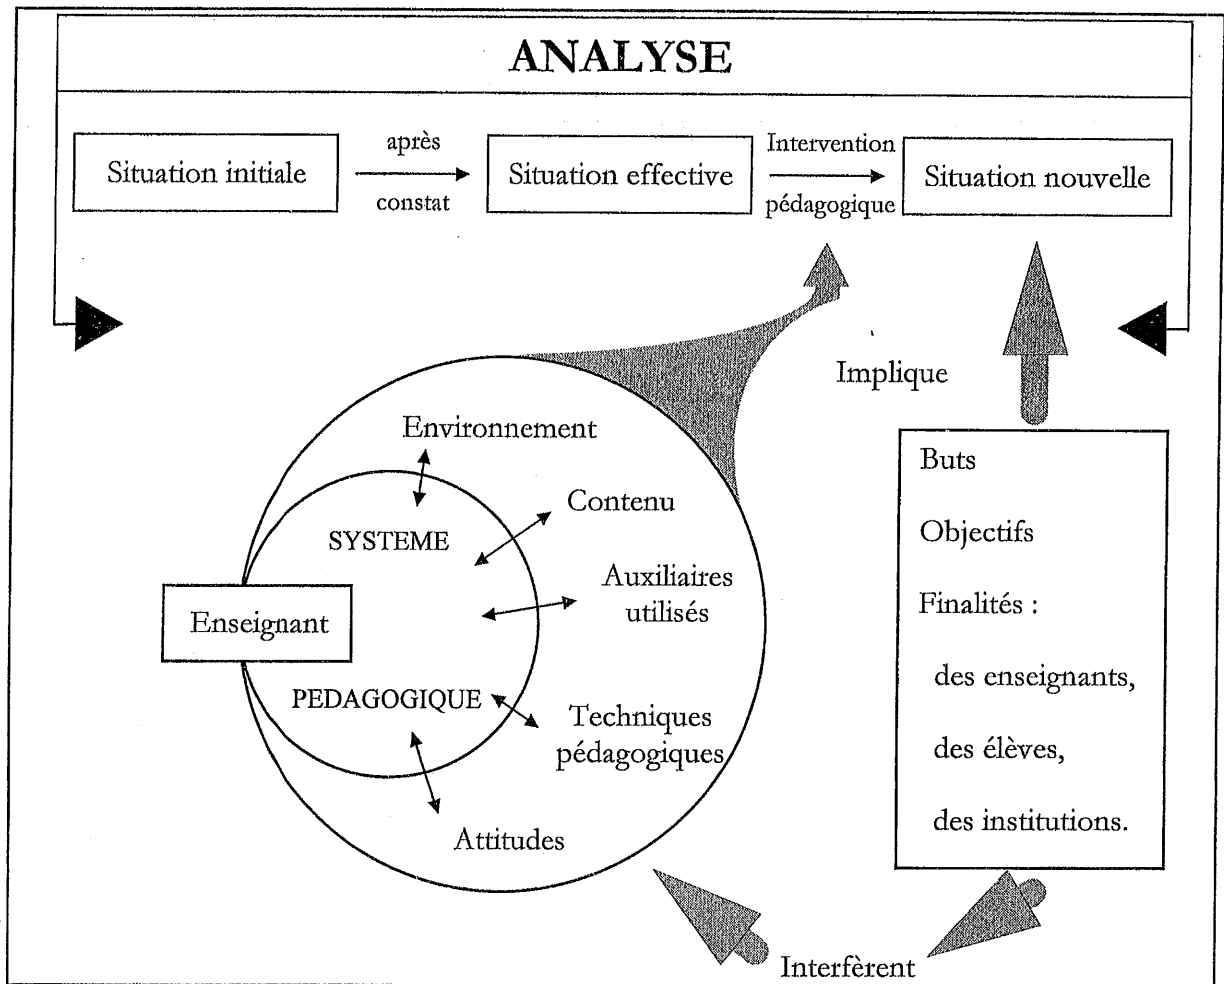 ANALYSE
Situation initiale
après
constat
Situation effective
Intervention
pédagogique
Situation nouvelle
Implique
Environnement
Contenu
SYSTEME
Auxiliaires
utilisés
Enseignant
PEDAGOGIQUE
Techniques
pédagogiques
Attitudes
Buts
Objectifs
Finalités :
des enseignants,
des élèves,
des institutions.
Interfèrent